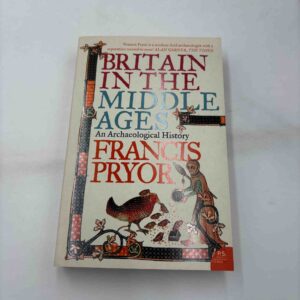 BRITAIN
IN THE
MIDDLE
AGES
An Archaeological History
FRANCIS
PRYOR
P.S.